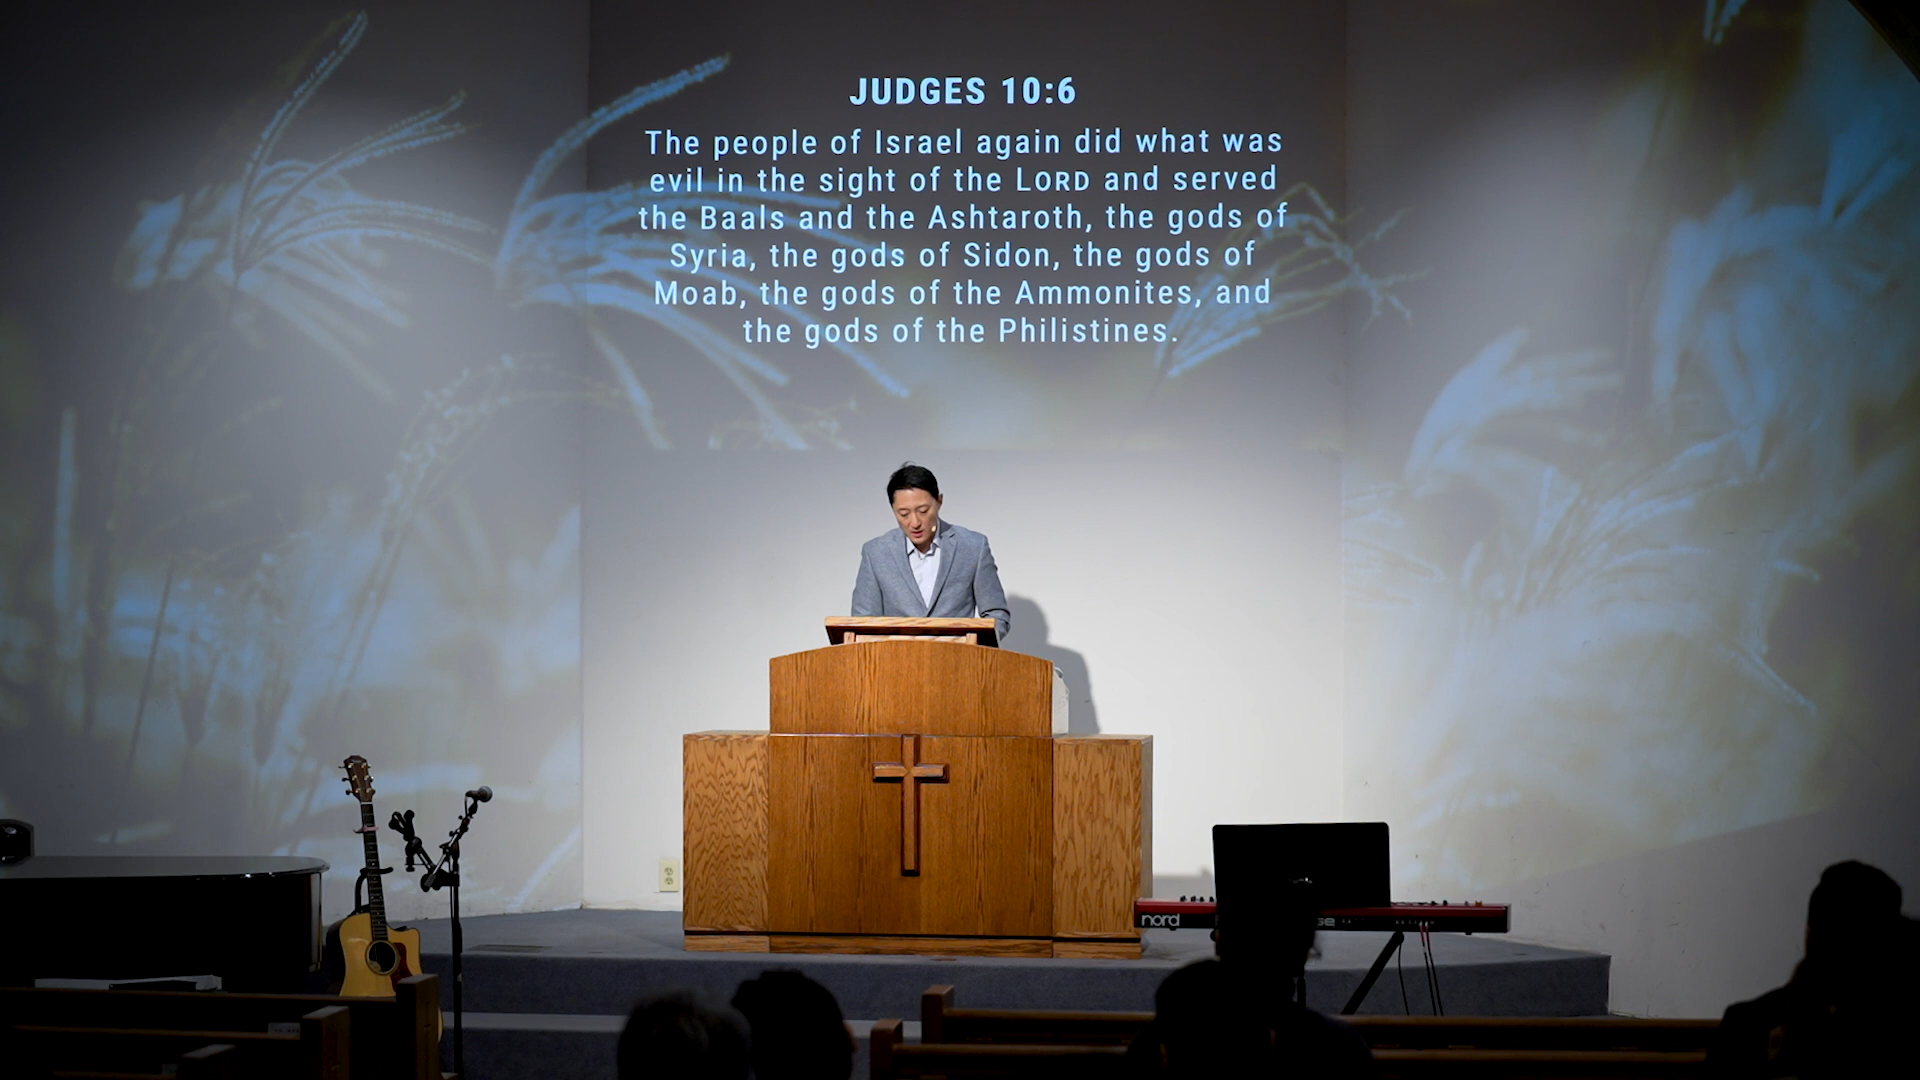 JUDGES 10:6
The people of Israel again did what was
evil in the sight of the LORD and served
the Baals and the Ashtaroth, the gods of
Syria, the gods of Sidon, the gods of
Moab, the gods of the Ammonites, and
the gods of the Philistines.
nord
se